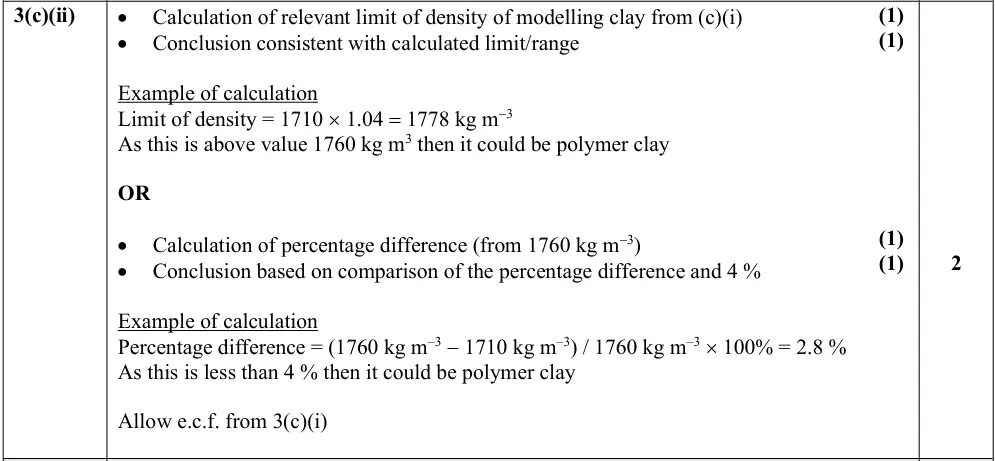 3(c)(ii)
• Calculation of relevant limit of density of modelling clay from (c)(i) (1)
• Conclusion consistent with calculated limit/range (1)
Example of calculation
Limit of density = 1710 × 1.04 = 1778 kg m⁻³
As this is above value 1760 kg m³ then it could be polymer clay
OR
• Calculation of percentage difference (from 1760 kg m⁻³) (1)
• Conclusion based on comparison of the percentage difference and 4 % (1) 2
Example of calculation
Percentage difference = (1760 kg m⁻³ − 1710 kg m⁻³) / 1760 kg m⁻³ × 100% = 2.8 %
As this is less than 4 % then it could be polymer clay
Allow e.c.f. from 3(c)(i)